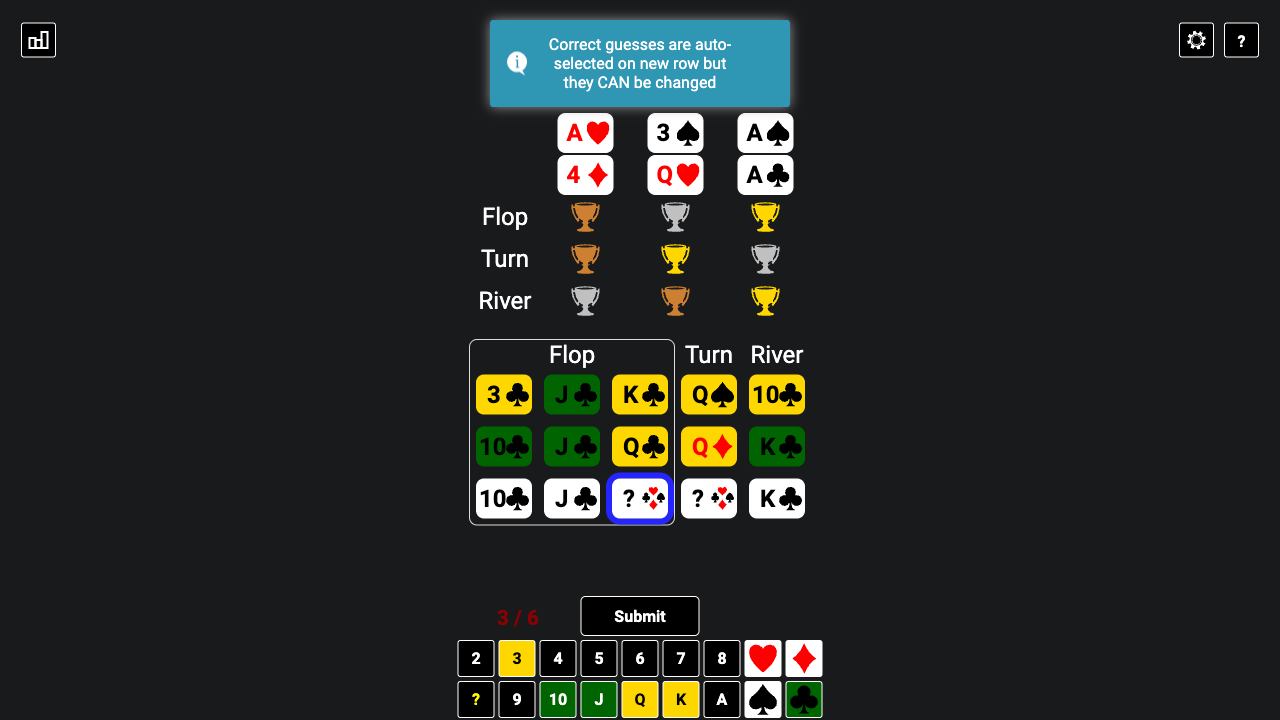 Correct guesses are auto-
selected on new row but
they CAN be changed
?
A 3 A
4 Q A
Flop
Turn
River
Flop Turn River
3 J K Q 10
10 J Q Q K
10 J ? ? K
3 / 6 Submit
2 3 4 5 6 7 8
? 9 10 J Q K A